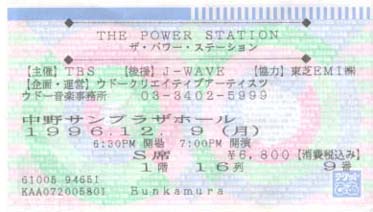 THE POWER STATION
ザ・パワー・ステーション
【主催】TBS 【後援】J-WAVE 【協力】東芝EMI㈱
【企画・運営】ウドークリエイティブアーティスツ
ウドー音楽事務所 03-3402-5999
中野サンプラザホール
1996.12. 9 (月)
6:30PM 開場 7:00PM 開演
S席 ¥6,800【消費税込み】
1階 16列 9番
61005 94651
KAA072005801 Bunkamura